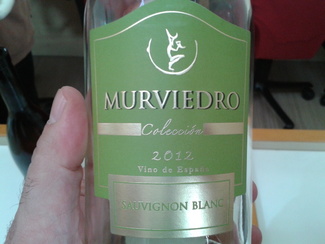 MURVIEDRO
Colección
2012
Vino de España
SAUVIGNON BLANC